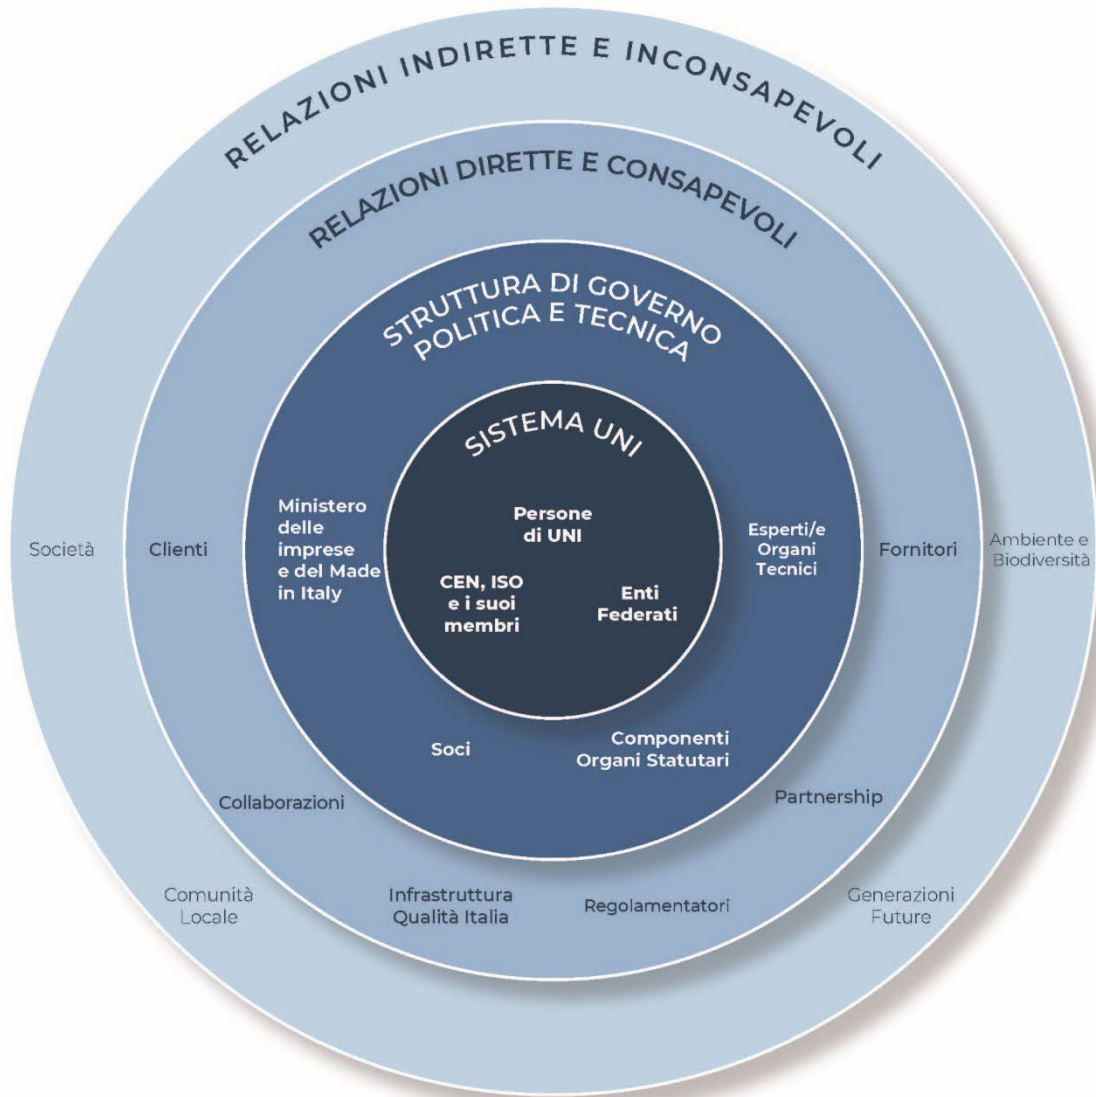 RELAZIONI INDIRETTE E INCONSAPEVOLI
RELAZIONI DIRETTE E CONSAPEVOLI
STRUTTURA DI GOVERNO
POLITICA E TECNICA
SISTEMA UNI
Persone
di UNI
CEN, ISO
e i suoi
membri
Enti
Federati
Ministero
delle
imprese
e del Made
in Italy
Esperti/e
Organi
Tecnici
Soci
Componenti
Organi Statutari
Clienti
Fornitori
Collaborazioni
Partnership
Infrastruttura
Qualità Italia
Regolamentatori
Società
Ambiente e
Biodiversità
Comunità
Locale
Generazioni
Future